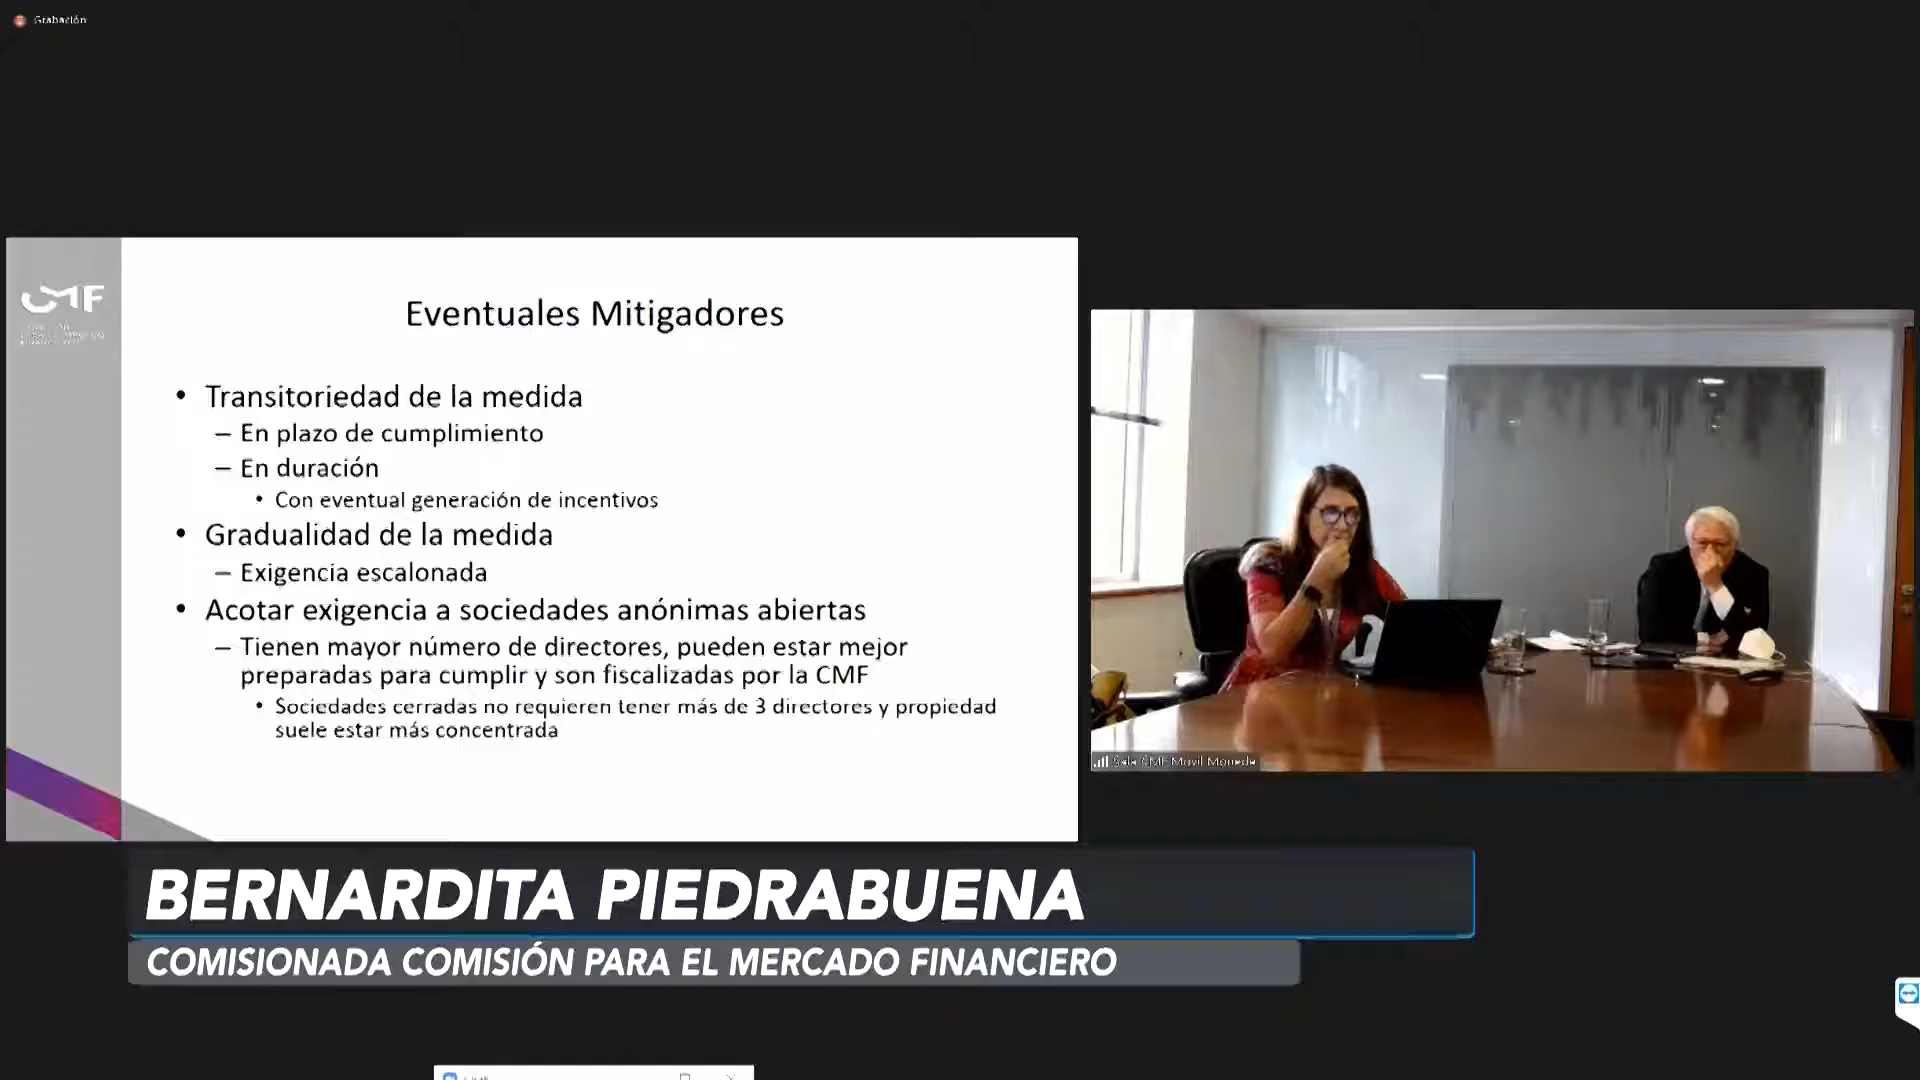 Grabación
CMF
Eventuales Mitigadores
• Transitoriedad de la medida
– En plazo de cumplimiento
– En duración
• Con eventual generación de incentivos
• Gradualidad de la medida
– Exigencia escalonada
• Acotar exigencia a sociedades anónimas abiertas
– Tienen mayor número de directores, pueden estar mejor
preparadas para cumplir y son fiscalizadas por la CMF
• Sociedades cerradas no requieren tener más de 3 directores y propiedad
suele estar más concentrada
Sala CMF Movil Moneda
BERNARDITA PIEDRABUENA
COMISIONADA COMISIÓN PARA EL MERCADO FINANCIERO